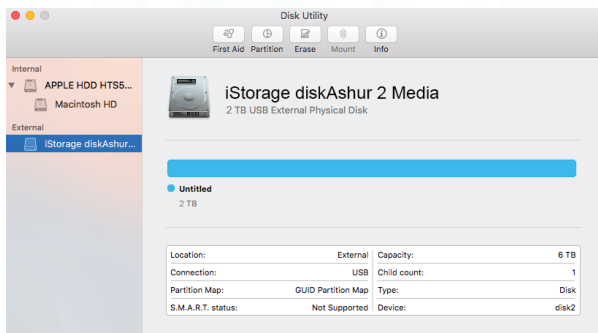 Disk Utility
First Aid Partition Erase Mount Info
Internal
APPLE HDD HTS5...
Macintosh HD
External
iStorage diskAshur...
iStorage diskAshur 2 Media
2 TB USB External Physical Disk
Untitled
2 TB
Location: External Capacity: 6 TB
Connection: USB Child count: 1
Partition Map: GUID Partition Map Type: Disk
S.M.A.R.T. status: Not Supported Device: disk2